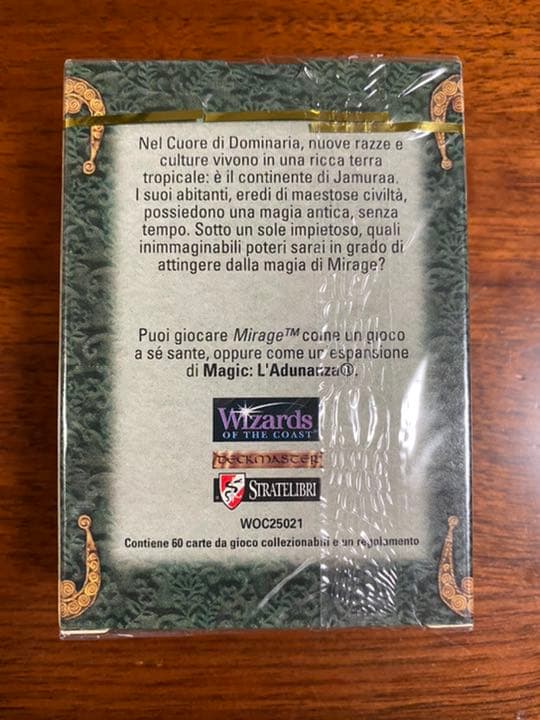 Nel Cuore di Dominaria, nuove razze e
culture vivono in una ricca terra
tropicale: è il continente di Jamuraa.
I suoi abitanti, eredi di maestose civiltà,
possiedono una magia antica, senza
tempo. Sotto un sole impietoso, quali
inimmaginabili poteri sarai in grado di
attingere dalla magia di Mirage?
Puoi giocare Mirage™ come un gioco
a sé sante, oppure come un'espansione
di Magic: L'Adunanza®.
Wizards
OF THE COAST®
DECKMASTER
STRATELIBRI
WOC25021
Contiene 60 carte da gioco collezionabili e un regolamento